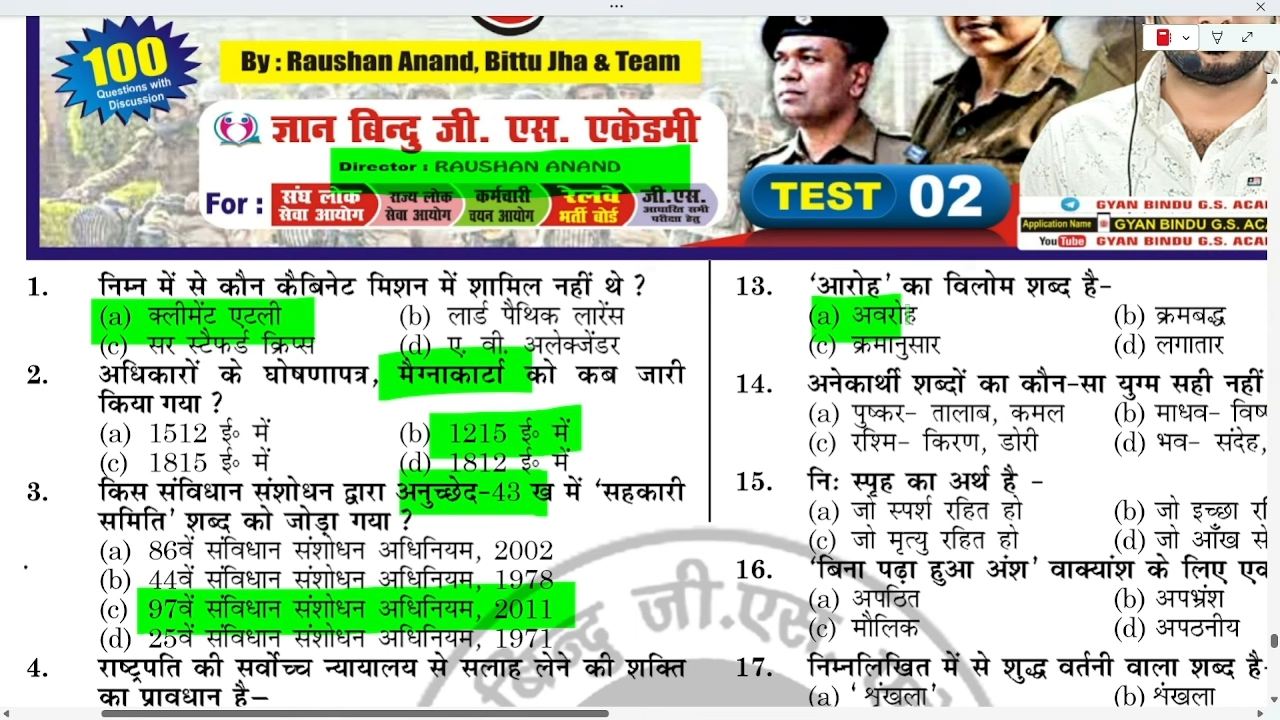 100
Questions with
Discussion
By : Raushan Anand, Bittu Jha & Team
ज्ञान बिन्दु जी. एस. एकेडमी
Director : RAUSHAN ANAND
For :
संघ लोक
सेवा आयोग
राज्य लोक
सेवा आयोग
कर्मचारी
चयन आयोग
रेलवे
भर्ती बोर्ड
जी.एस.
आधारित सभी
परीक्षा हेतु
TEST 02
GYAN BINDU G.S. ACA
Application Name GYAN BINDU G.S. AC
YouTube GYAN BINDU G.S. ACA
1. निम्न में से कौन कैबिनेट मिशन में शामिल नहीं थे ?
(a) क्लीमेंट एटली (b) लार्ड पैथिक लारेंस
(c) सर स्टैफर्ड क्रिप्स (d) ए. वी. अलेक्जेंडर
2. अधिकारों के घोषणापत्र, मैग्नाकार्टा को कब जारी
किया गया ?
(a) 1512 ई॰ में (b) 1215 ई॰ में
(c) 1815 ई॰ में (d) 1812 ई॰ में
3. किस संविधान संशोधन द्वारा अनुच्छेद-43 ख में ‘सहकारी
समिति’ शब्द को जोड़ा गया ?
(a) 86वें संविधान संशोधन अधिनियम, 2002
(b) 44वें संविधान संशोधन अधिनियम, 1978
(c) 97वें संविधान संशोधन अधिनियम, 2011
(d) 25वें संविधान संशोधन अधिनियम, 1971
4. राष्ट्रपति की सर्वोच्च न्यायालय से सलाह लेने की शक्ति
का प्रावधान है–
13. ‘आरोह’ का विलोम शब्द है-
(a) अवरोह (b) क्रमबद्ध
(c) क्रमानुसार (d) लगातार
14. अनेकार्थी शब्दों का कौन-सा युग्म सही नहीं
(a) पुष्कर- तालाब, कमल (b) माधव- विष्
(c) रश्मि- किरण, डोरी (d) भव- संदेह,
15. निः स्पृह का अर्थ है -
(a) जो स्पर्श रहित हो (b) जो इच्छा रि
(c) जो मृत्यु रहित हो (d) जो आँख से
16. ‘बिना पढ़ा हुआ अंश’ वाक्यांश के लिए एव
(a) अपठित (b) अपभ्रंश
(c) मौलिक (d) अपठनीय
17. निम्नलिखित में से शुद्ध वर्तनी वाला शब्द है-
(a) ‘ शृंखला’ (b) श्रंखला
बिन्दु जी.एस.